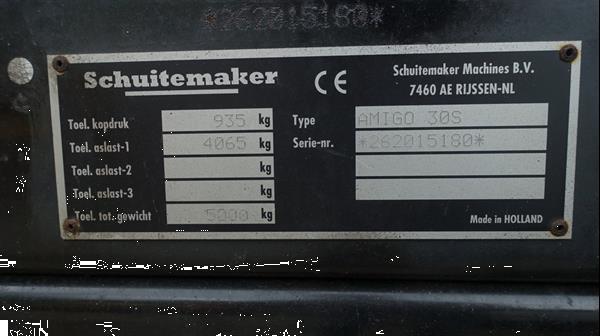 *262015180*
Schuitemaker
CE
Schuitemaker Machines B.V.
7460 AE RIJSSEN-NL
Toel. kopdruk 935 kg
Toel. aslast-1 4065 kg
Toel. aslast-2 kg
Toel. aslast-3 kg
Toel. tot. gewicht 5000 kg
Type AMIGO 30S
Serie-nr. *262015180*
Made in HOLLAND